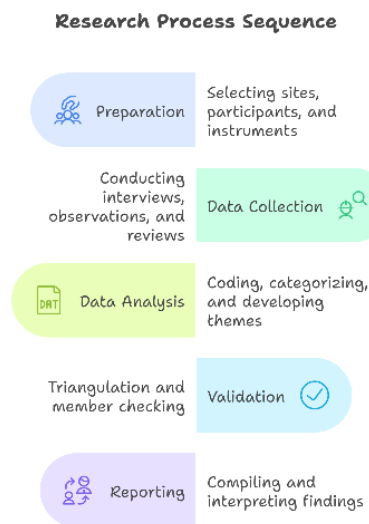 Research Process Sequence
Preparation
Selecting sites,
participants, and
instruments
Conducting
interviews,
observations, and
reviews
Data Collection
DAT
Data Analysis
Coding, categorizing,
and developing
themes
Triangulation and
member checking
Validation
Reporting
Compiling and
interpreting findings